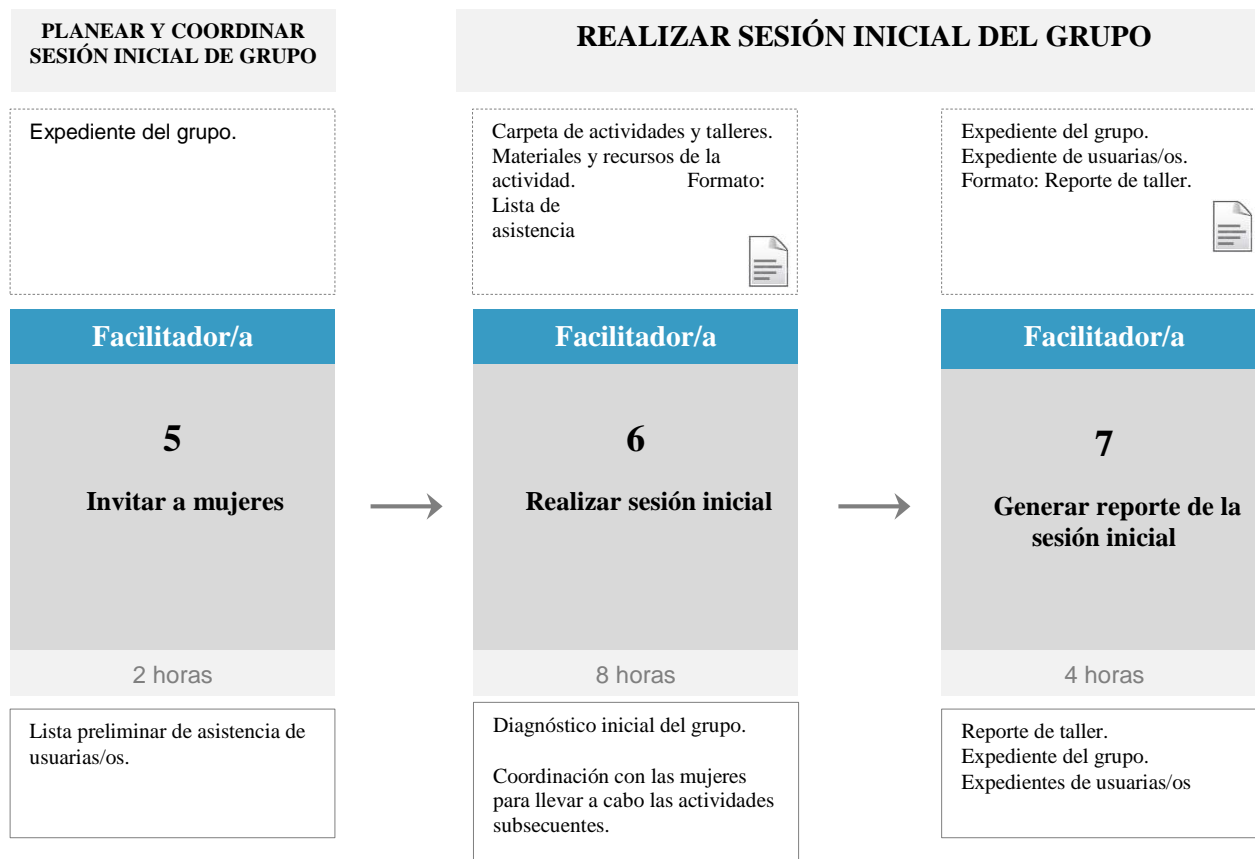 PLANEAR Y COORDINAR
SESIÓN INICIAL DE GRUPO
REALIZAR SESIÓN INICIAL DEL GRUPO
Expediente del grupo.
Carpeta de actividades y talleres.
Materiales y recursos de la
actividad. Formato:
Lista de
asistencia
Expediente del grupo.
Expediente de usuarias/os.
Formato: Reporte de taller.
Facilitador/a
5
Invitar a mujeres
2 horas
Facilitador/a
6
Realizar sesión inicial
8 horas
Facilitador/a
7
Generar reporte de la
sesión inicial
4 horas
Lista preliminar de asistencia de
usuarias/os.
Diagnóstico inicial del grupo.
Coordinación con las mujeres
para llevar a cabo las actividades
subsecuentes.
Reporte de taller.
Expediente del grupo.
Expedientes de usuarias/os